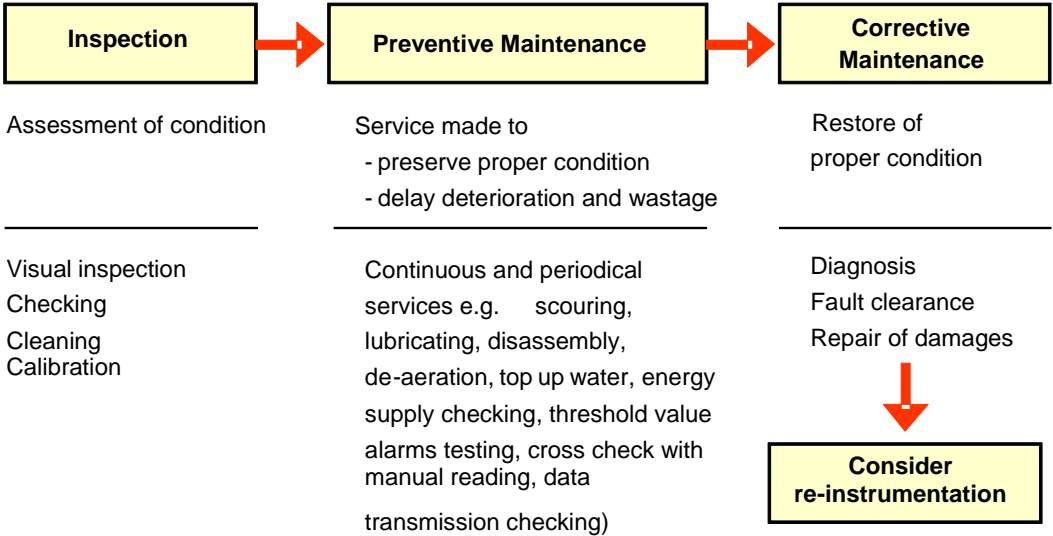 Inspection
Assessment of condition
Visual inspection
Checking
Cleaning
Calibration
Preventive Maintenance
Service made to
- preserve proper condition
- delay deterioration and wastage
Continuous and periodical
services e.g. scouring,
lubricating, disassembly,
de-aeration, top up water, energy
supply checking, threshold value
alarms testing, cross check with
manual reading, data
transmission checking)
Corrective
Maintenance
Restore of
proper condition
Diagnosis
Fault clearance
Repair of damages
Consider
re-instrumentation